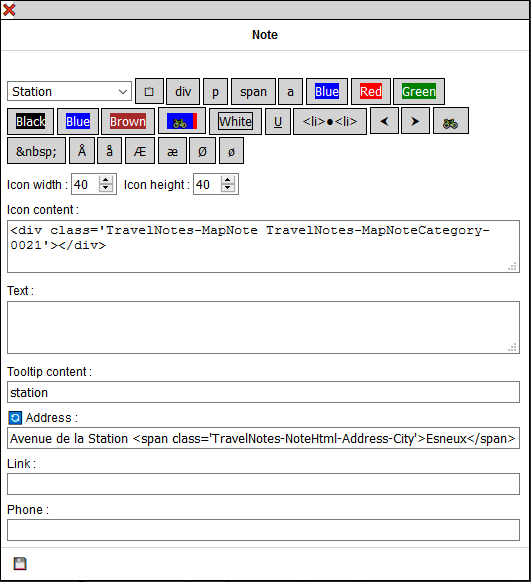 Note
Station div p span a Blue Red Green
Black Blue Brown White U <li>●<li> ⮜ ⮞
&nbsp; Å å Æ æ Ø ø
Icon width : 40 Icon height : 40
Icon content :
<div class='TravelNotes-MapNote TravelNotes-MapNoteCategory-
0021'></div>
Text :
Tooltip content :
station
Address :
Avenue de la Station <span class='TravelNotes-NoteHtml-Address-City'>Esneux</span>
Link :
Phone :